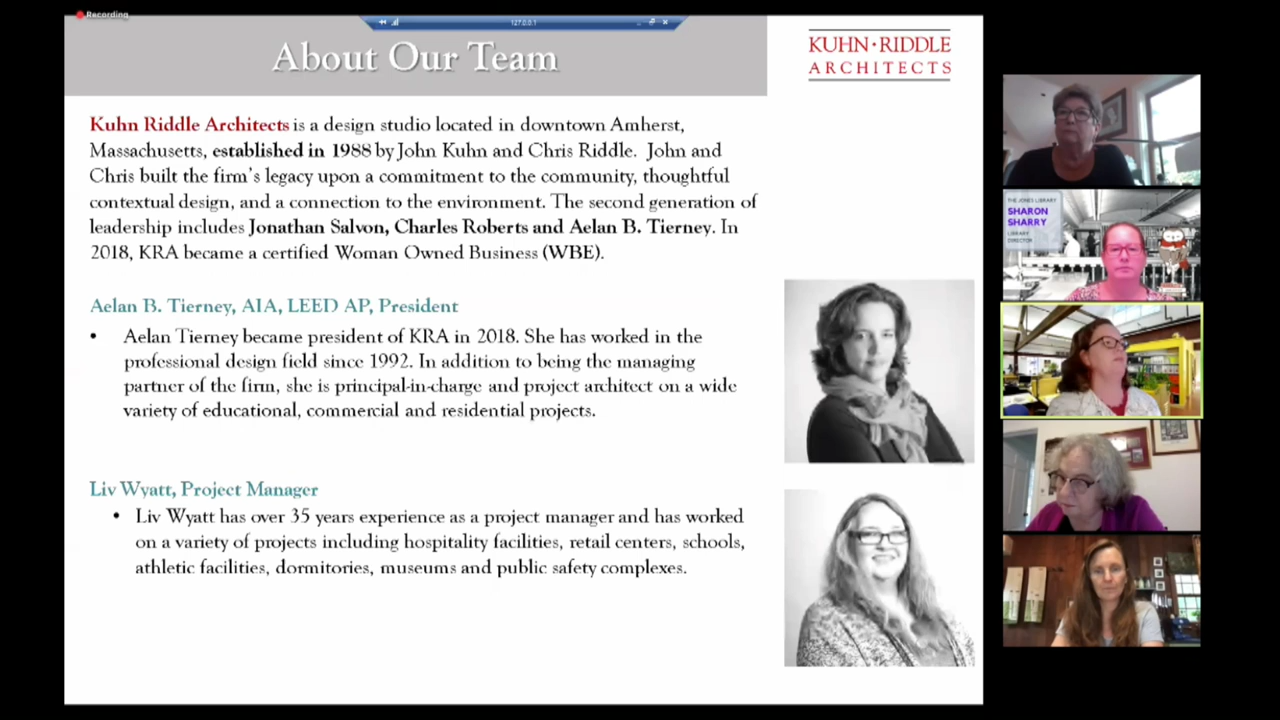 Recording
127.0.0.1
About Our Team
KUHN · RIDDLE
ARCHITECTS
Kuhn Riddle Architects is a design studio located in downtown Amherst,
Massachusetts, established in 1988 by John Kuhn and Chris Riddle. John and
Chris built the firm's legacy upon a commitment to the community, thoughtful
contextual design, and a connection to the environment. The second generation of
leadership includes Jonathan Salvon, Charles Roberts and Aelan B. Tierney. In
2018, KRA became a certified Woman Owned Business (WBE).
Aelan B. Tierney, AIA, LEED AP, President
• Aelan Tierney became president of KRA in 2018. She has worked in the
professional design field since 1992. In addition to being the managing
partner of the firm, she is principal-in-charge and project architect on a wide
variety of educational, commercial and residential projects.
Liv Wyatt, Project Manager
• Liv Wyatt has over 35 years experience as a project manager and has worked
on a variety of projects including hospitality facilities, retail centers, schools,
athletic facilities, dormitories, museums and public safety complexes.
THE JONES LIBRARY
SHARON
SHARRY
LIBRARY
DIRECTOR